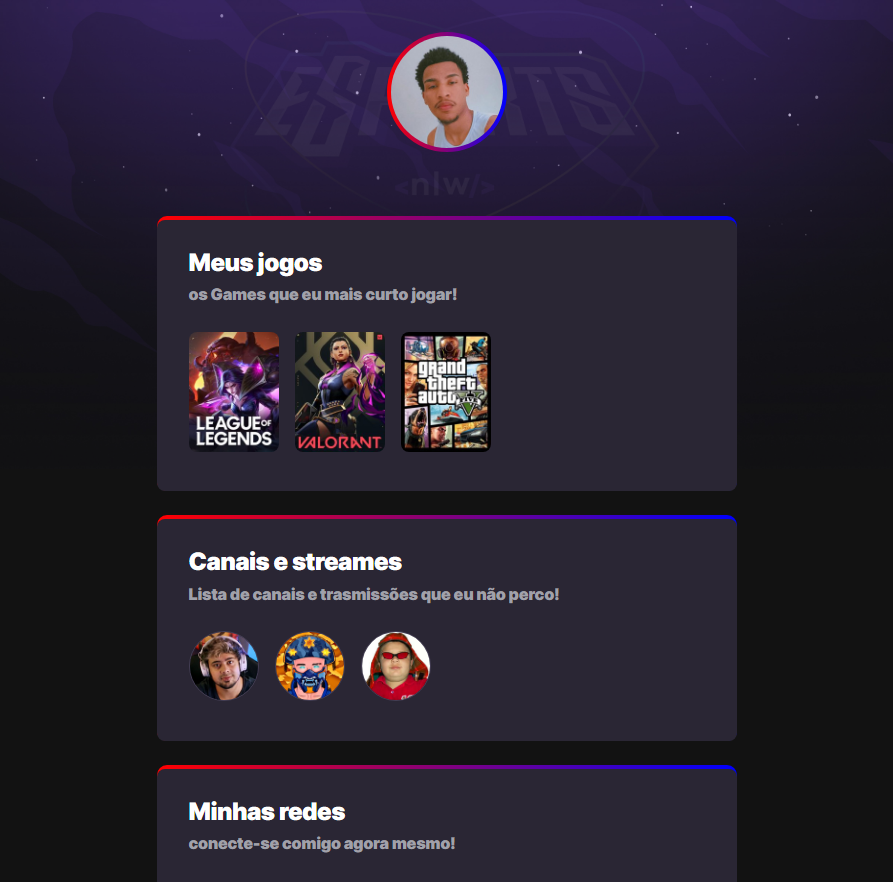 ESPORTS
<nlw/>
Meus jogos
os Games que eu mais curto jogar!
LEAGUE OF
LEGENDS
VALORANT
grand
theft
auto V
FIVE
Canais e streames
Lista de canais e trasmissões que eu não perco!
Minhas redes
conecte-se comigo agora mesmo!